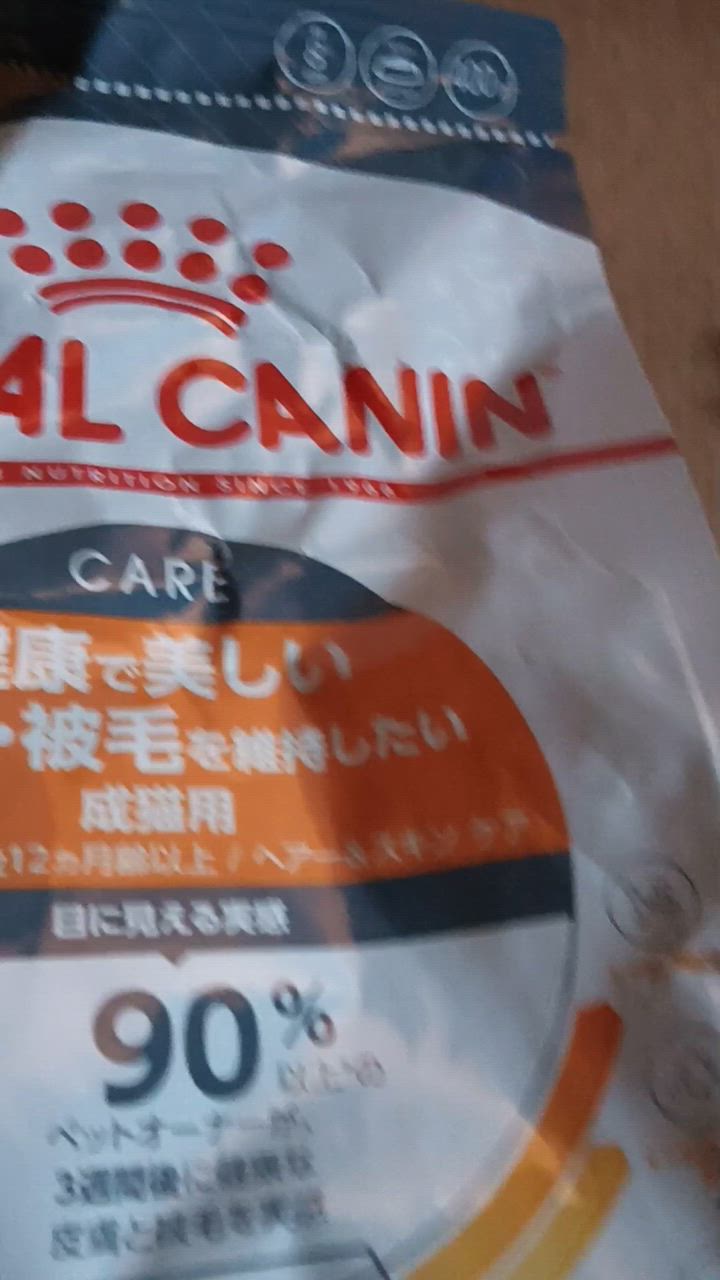 AL CANIN
NUTRITION SINCE 1968
CARE
康で美しい
・被毛を維持したい
成猫用
12ヵ月齢以上 / ヘアー&スキン ケア
目に見える実感
90%
以上*の
ペットオーナーが、
3週間後に健康な
皮膚と被毛を実感